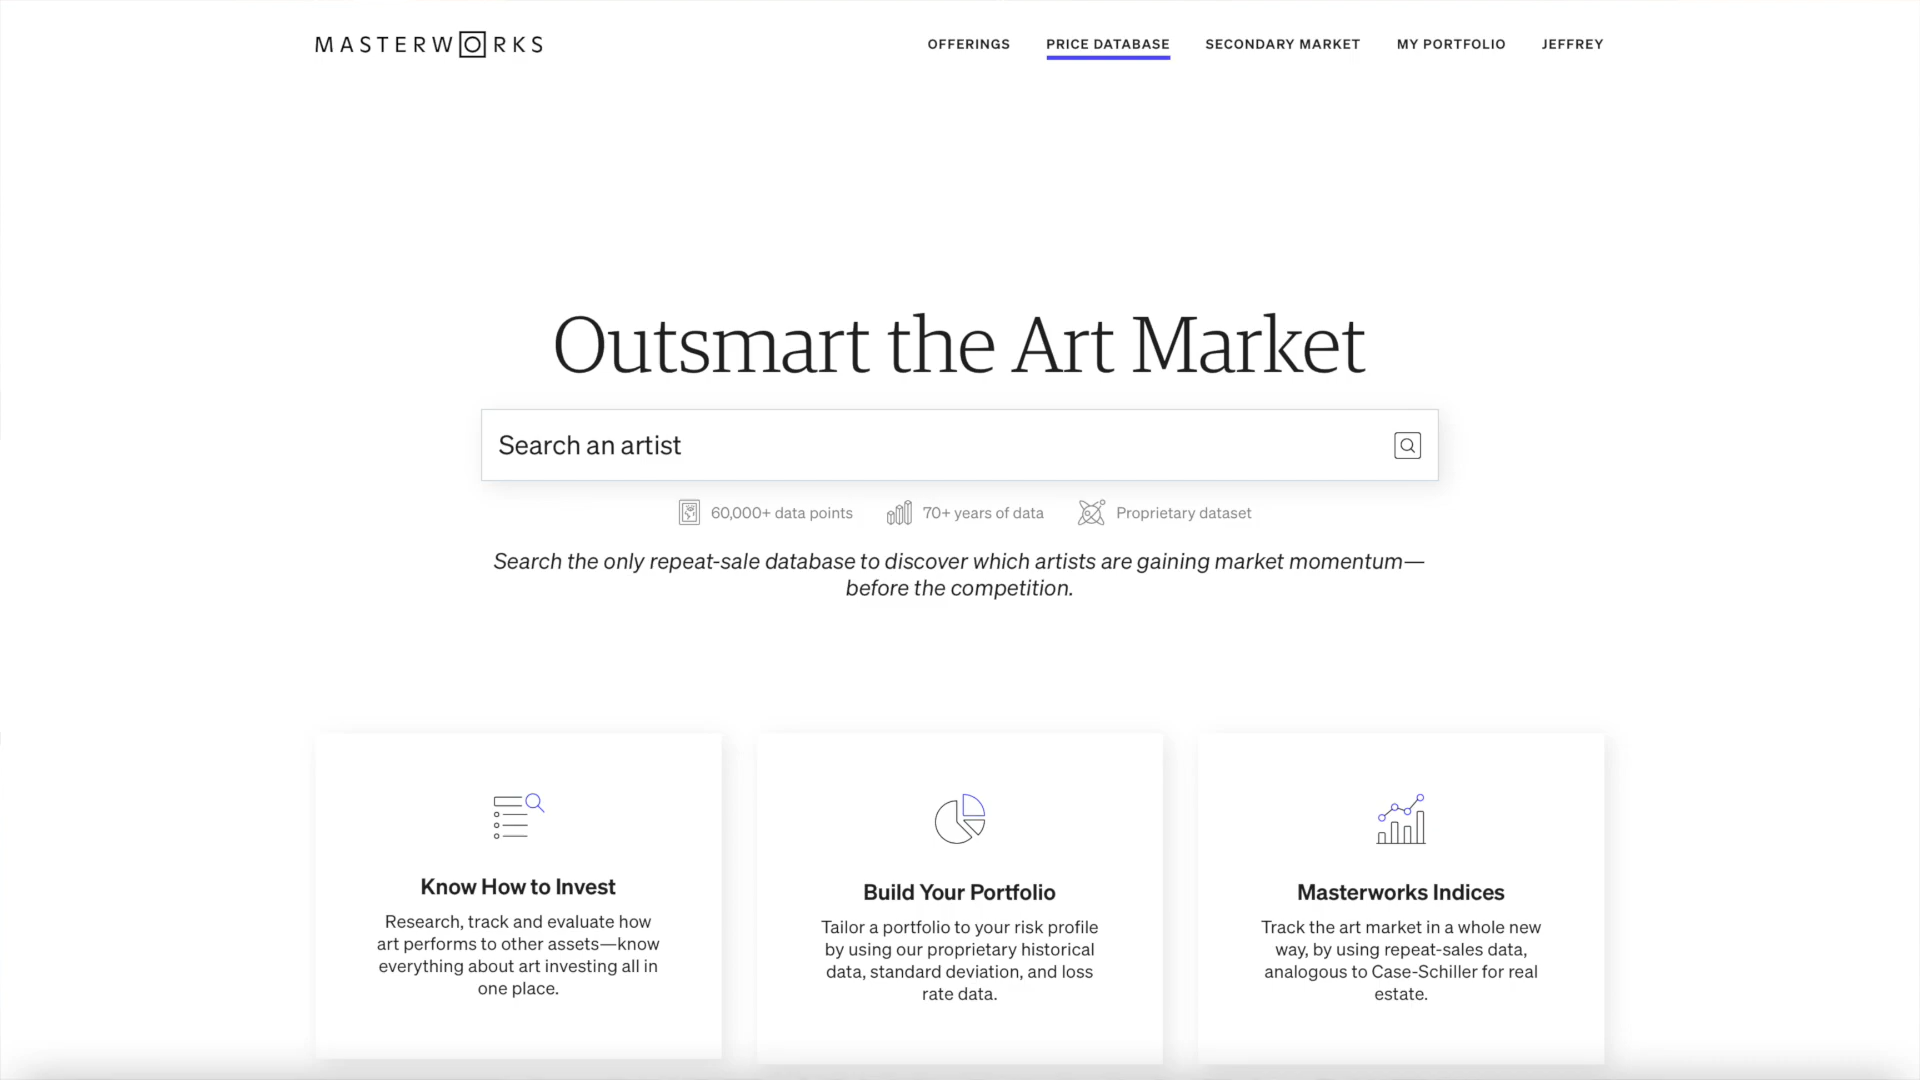 MASTERWORKS
OFFERINGS
PRICE DATABASE
SECONDARY MARKET
MY PORTFOLIO
JEFFREY
Outsmart the Art Market
Search an artist
60,000+ data points
70+ years of data
Proprietary dataset
Search the only repeat-sale database to discover which artists are gaining market momentum—
before the competition.
Know How to Invest
Research, track and evaluate how
art performs to other assets—know
everything about art investing all in
one place.
Build Your Portfolio
Tailor a portfolio to your risk profile
by using our proprietary historical
data, standard deviation, and loss
rate data.
Masterworks Indices
Track the art market in a whole new
way, by using repeat-sales data,
analogous to Case-Schiller for real
estate.